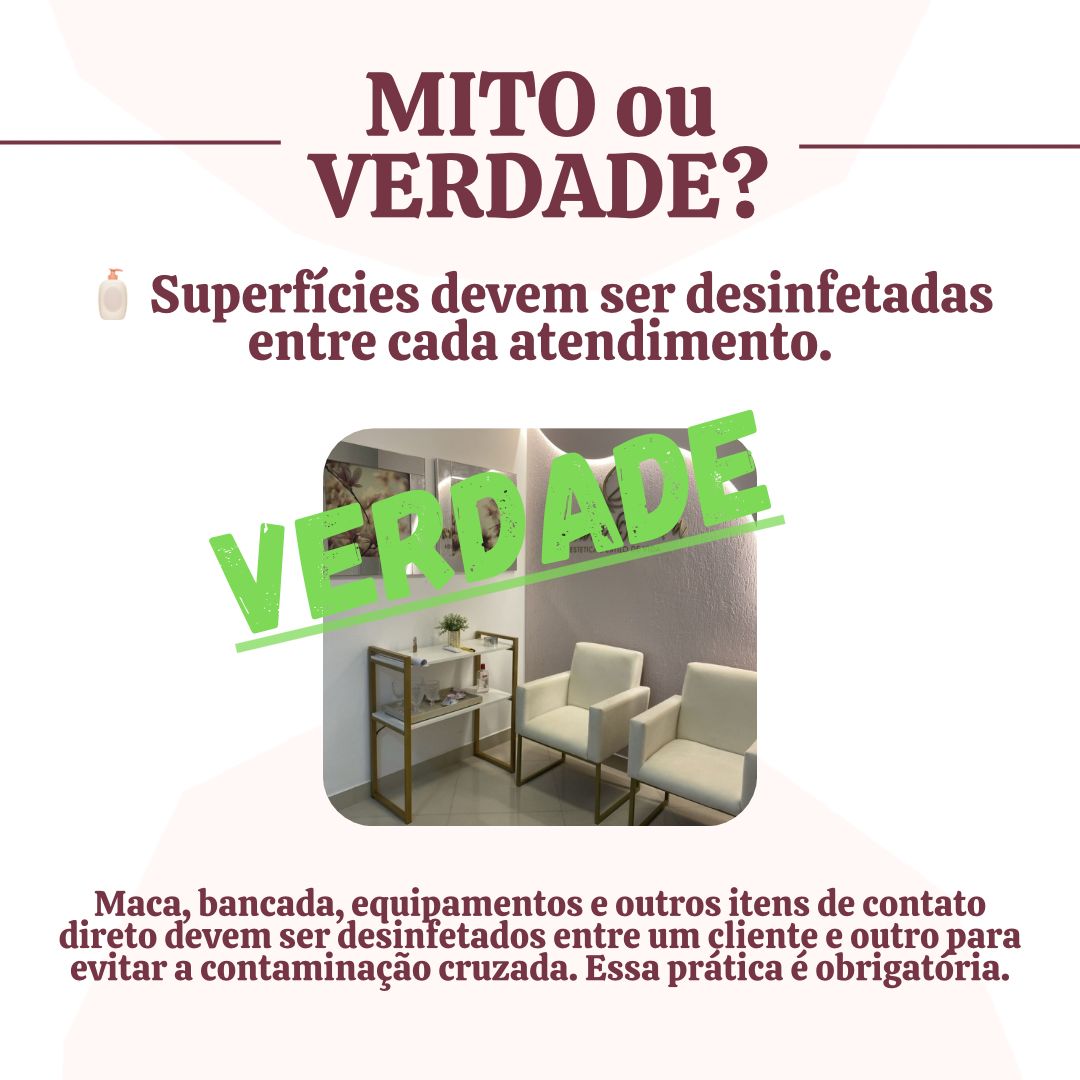 MITO ou
VERDADE?
Superfícies devem ser desinfetadas
entre cada atendimento.
VERDADE
Maca, bancada, equipamentos e outros itens de contato
direto devem ser desinfetados entre um cliente e outro para
evitar a contaminação cruzada. Essa prática é obrigatória.